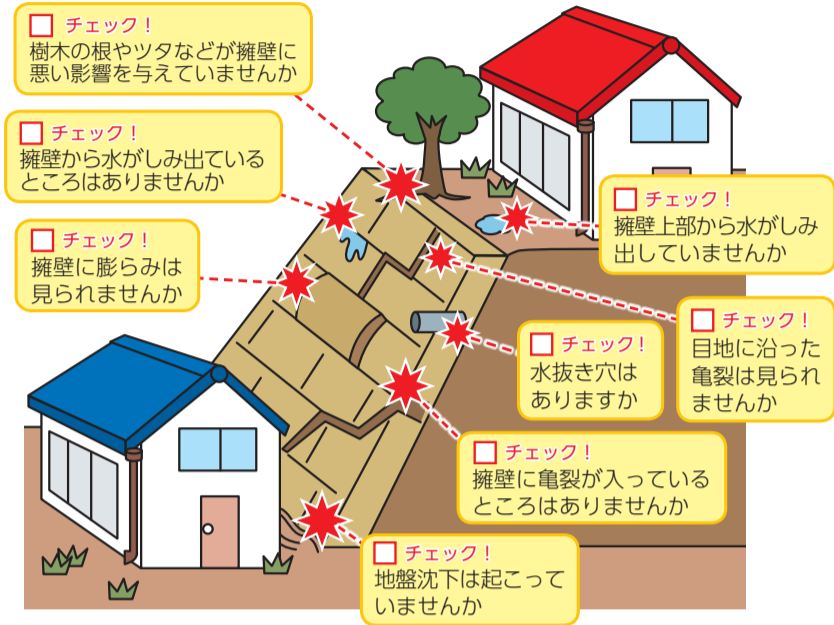 チェック！
樹木の根やツタなどが擁壁に
悪い影響を与えていませんか
チェック！
擁壁から水がしみ出ている
ところはありませんか
チェック！
擁壁に膨らみは
見られませんか
チェック！
擁壁上部から水がしみ
出していませんか
チェック！
目地に沿った
亀裂は見られ
ませんか
チェック！
水抜き穴は
ありますか
チェック！
擁壁に亀裂が入っている
ところはありませんか
チェック！
地盤沈下は起こって
いませんか